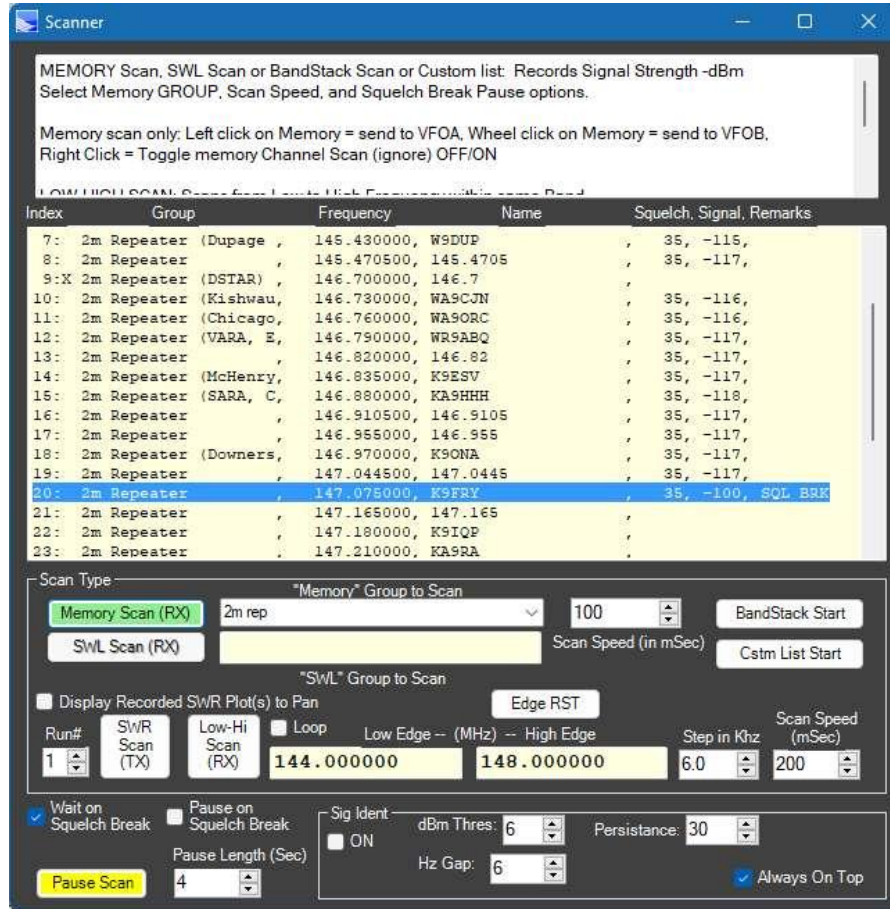 Scanner
MEMORY Scan, SWL Scan or BandStack Scan or Custom list: Records Signal Strength -dBm
Select Memory GROUP, Scan Speed, and Squelch Break Pause options.
Memory scan only: Left click on Memory = send to VFOA, Wheel click on Memory = send to VFOB,
Right Click = Toggle memory Channel Scan (ignore) OFF/ON
LOW-HIGH SCAN: Scans from Low to High Frequency within same Band
Index Group Frequency Name Squelch, Signal, Remarks
7: 2m Repeater (Dupage , 145.430000, W9DUP , 35, -115,
8: 2m Repeater , 145.470500, 145.4705 , 35, -117,
9:X 2m Repeater (DSTAR) , 146.700000, 146.7 ,
10: 2m Repeater (Kishwau, 146.730000, WA9CJN , 35, -116,
11: 2m Repeater (Chicago, 146.760000, WA9ORC , 35, -116,
12: 2m Repeater (VARA, E, 146.790000, WR9ABQ , 35, -117,
13: 2m Repeater , 146.820000, 146.82 , 35, -117,
14: 2m Repeater (McHenry, 146.835000, K9ESV , 35, -117,
15: 2m Repeater (SARA, C, 146.880000, KA9HHH , 35, -118,
16: 2m Repeater , 146.910500, 146.9105 , 35, -117,
17: 2m Repeater , 146.955000, 146.955 , 35, -117,
18: 2m Repeater (Downers, 146.970000, K9ONA , 35, -117,
19: 2m Repeater , 147.044500, 147.0445 , 35, -117,
20: 2m Repeater , 147.075000, K9FRY , 35, -100, SQL BRK
21: 2m Repeater , 147.165000, 147.165 ,
22: 2m Repeater , 147.180000, K9IQP ,
23: 2m Repeater , 147.210000, KA9RA ,
Scan Type
"Memory" Group to Scan
Memory Scan (RX) 2m rep 100 BandStack Start
SWL Scan (RX) Scan Speed (in mSec) Cstm List Start
"SWL" Group to Scan
Display Recorded SWR Plot(s) to Pan Edge RST
Run# SWR Scan (TX) Low-Hi Scan (RX) Loop Low Edge -- (MHz) -- High Edge Step in Khz Scan Speed (mSec)
1 144.000000 148.000000 6.0 200
Wait on Squelch Break Pause on Squelch Break Sig Ident
ON dBm Thres: 6 Persistance: 30
Pause Length (Sec) Hz Gap: 6
Pause Scan 4 Always On Top